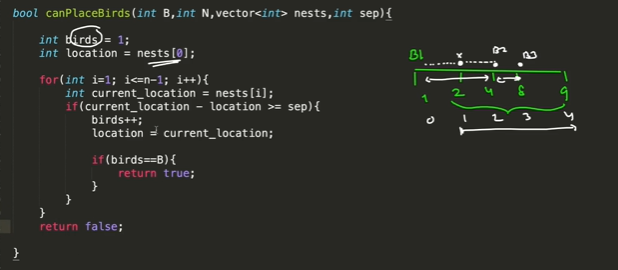 bool canPlaceBirds(int B,int N,vector<int> nests,int sep){
int birds = 1;
int location = nests[0];
for(int i=1; i<=n-1; i++){
int current_location = nests[i];
if(current_location - location >= sep){
birds++;
location = current_location;
if(birds==B){
return true;
}
}
}
return false;
}
B1 x B2 B3
1 2 4 8 9
0 1 2 3 4